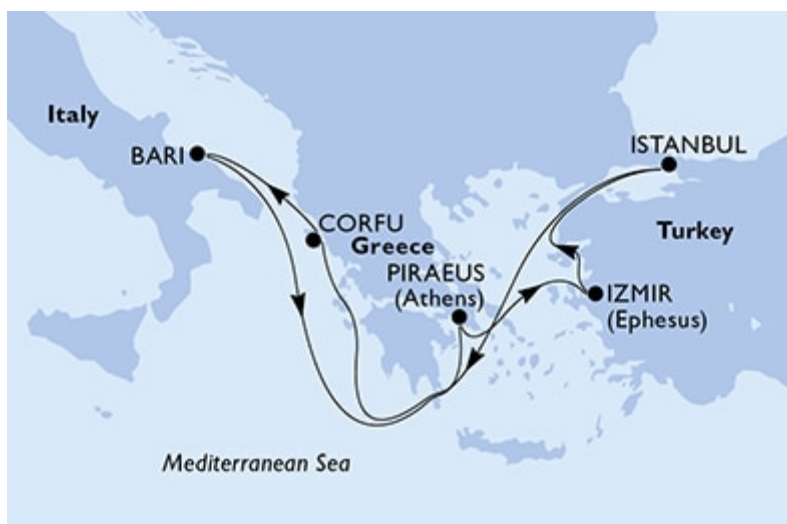 Italy
BARI
ISTANBUL
CORFU
Greece
Turkey
PIRAEUS
(Athens)
IZMIR
(Ephesus)
Mediterranean Sea